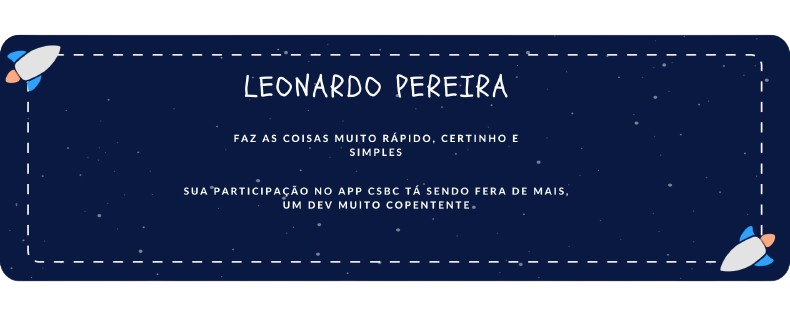 LEONARDO PEREIRA
FAZ AS COISAS MUITO RÁPIDO, CERTINHO E
SIMPLES
SUA PARTICIPAÇÃO NO APP CSBC TÁ SENDO FERA DE MAIS,
UM DEV MUITO COPENTENTE.